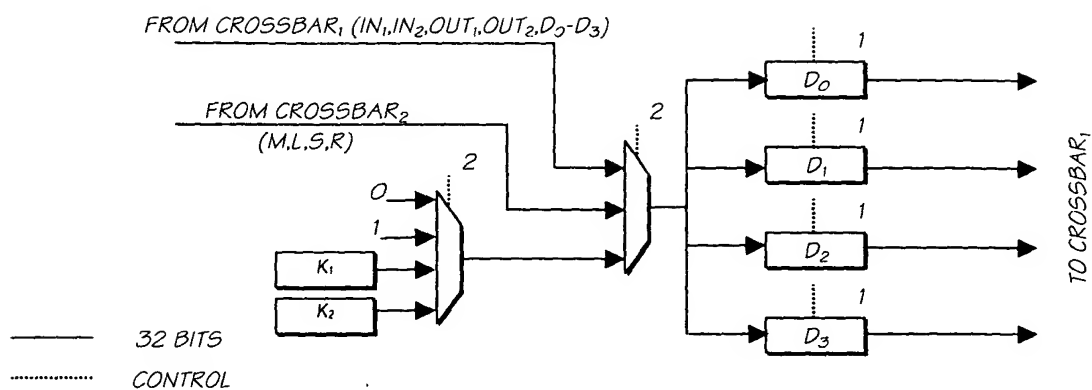 FROM CROSSBAR₁ (IN₁,IN₂,OUT₁,OUT₂,D₀-D₃)
1
D₀
FROM CROSSBAR₂
(M,L,S,R)
2
1
D₁
TO CROSSBAR₁
2
0
1
K₁
K₂
1
D₂
1
D₃
32 BITS
CONTROL